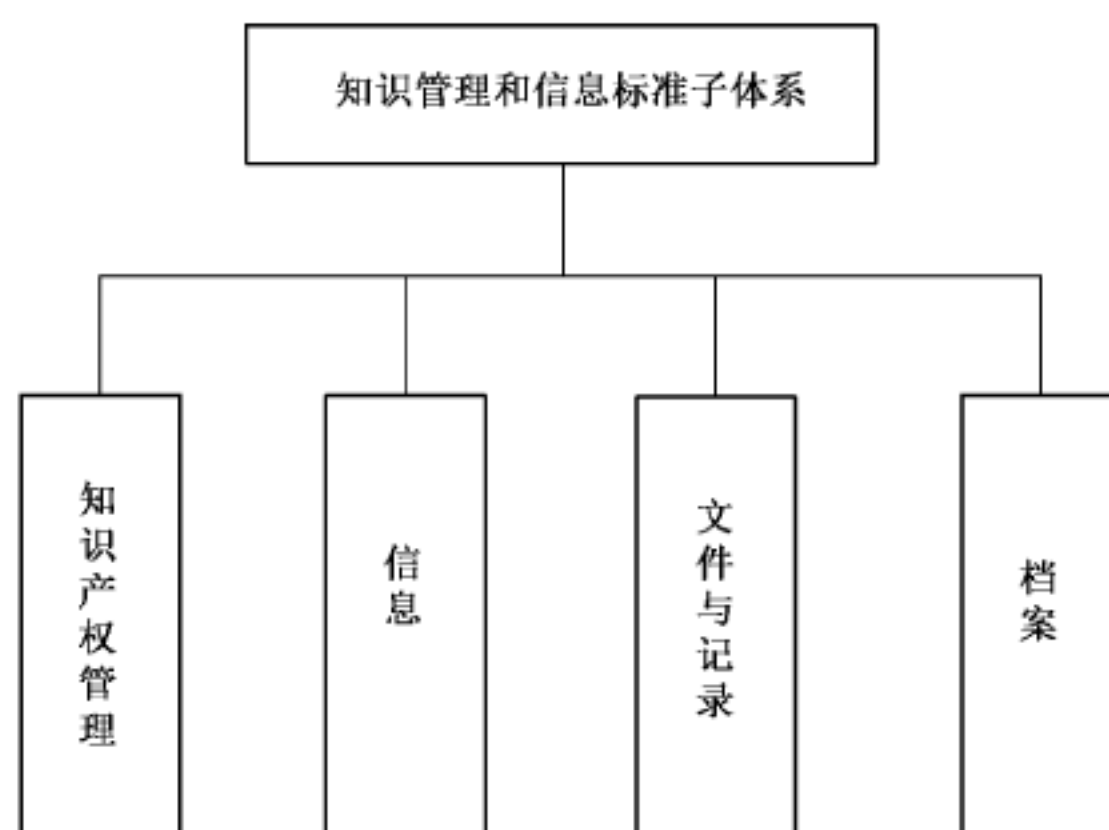 知识管理和信息标准子体系
知识产权管理
信息
文件与记录
档案